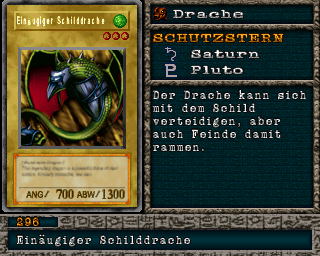 Einäugiger Schilddrache
ANG/ 700 ABW/1300
Drache
SCHUTZSTERN
Saturn
Pluto
Der Drache kann sich
mit dem Schild
verteidigen, aber
auch Feinde damit
rammen.
296
Einäugiger Schilddrache